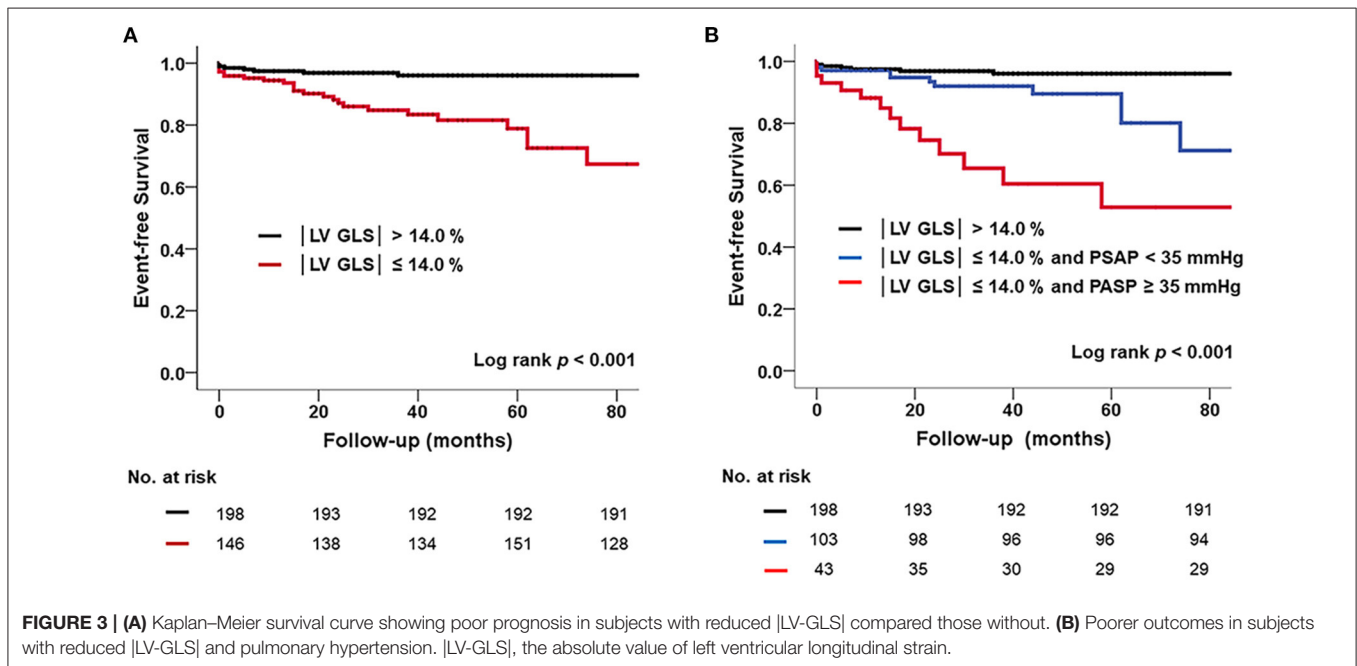 A
1.0
0.8
0.6
0.4
0.2
0.0
Event-free Survival
|LV GLS| > 14.0 %
|LV GLS| ≤ 14.0 %
Log rank p < 0.001
0 20 40 60 80
Follow-up (months)
No. at risk
198 193 192 192 191
146 138 134 151 128
B
1.0
0.8
0.6
0.4
0.2
0.0
Event-free Survival
|LV GLS| > 14.0 %
|LV GLS| ≤ 14.0 % and PSAP < 35 mmHg
|LV GLS| ≤ 14.0 % and PASP ≥ 35 mmHg
Log rank p < 0.001
0 20 40 60 80
Follow-up (months)
No. at risk
198 193 192 192 191
103 98 96 96 94
43 35 30 29 29
FIGURE 3 | (A) Kaplan–Meier survival curve showing poor prognosis in subjects with reduced |LV-GLS| compared those without. (B) Poorer outcomes in subjects
with reduced |LV-GLS| and pulmonary hypertension. |LV-GLS|, the absolute value of left ventricular longitudinal strain.